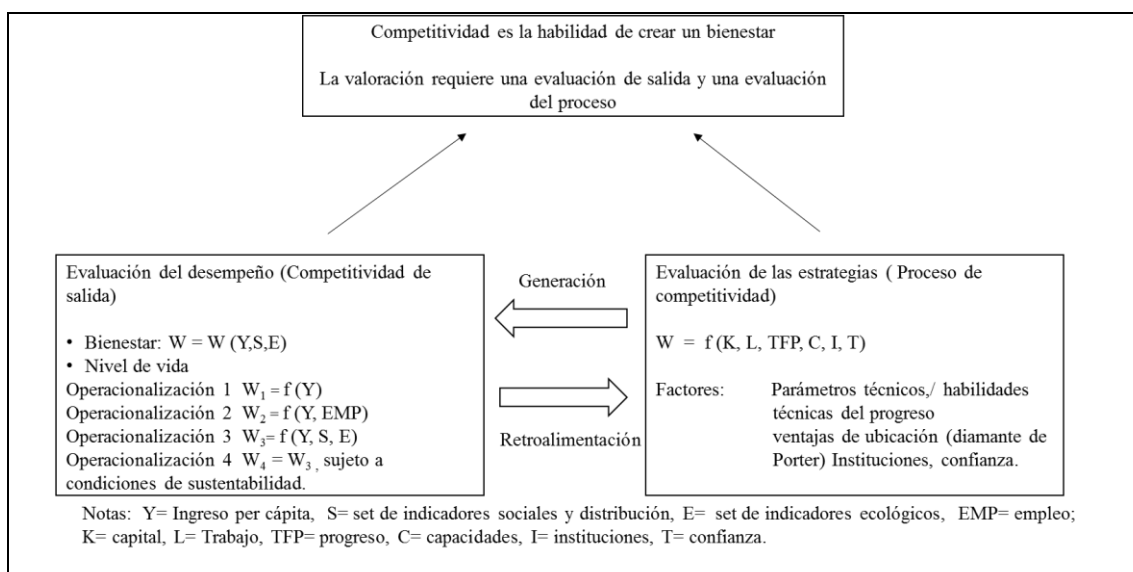 Competitividad es la habilidad de crear un bienestar
La valoración requiere una evaluación de salida y una evaluación
del proceso
Evaluación del desempeño (Competitividad de
salida)
• Bienestar: W = W (Y,S,E)
• Nivel de vida
Operacionalización 1 W₁ = f (Y)
Operacionalización 2 W₂ = f (Y, EMP)
Operacionalización 3 W₃= f (Y, S, E)
Operacionalización 4 W₄ = W₃ , sujeto a
condiciones de sustentabilidad.
Generación
Retroalimentación
Evaluación de las estrategias ( Proceso de
competitividad)
W = f (K, L, TFP, C, I, T)
Factores: Parámetros técnicos,/ habilidades
técnicas del progreso
ventajas de ubicación (diamante de
Porter) Instituciones, confianza.
Notas: Y= Ingreso per cápita, S= set de indicadores sociales y distribución, E= set de indicadores ecológicos, EMP= empleo;
K= capital, L= Trabajo, TFP= progreso, C= capacidades, I= instituciones, T= confianza.